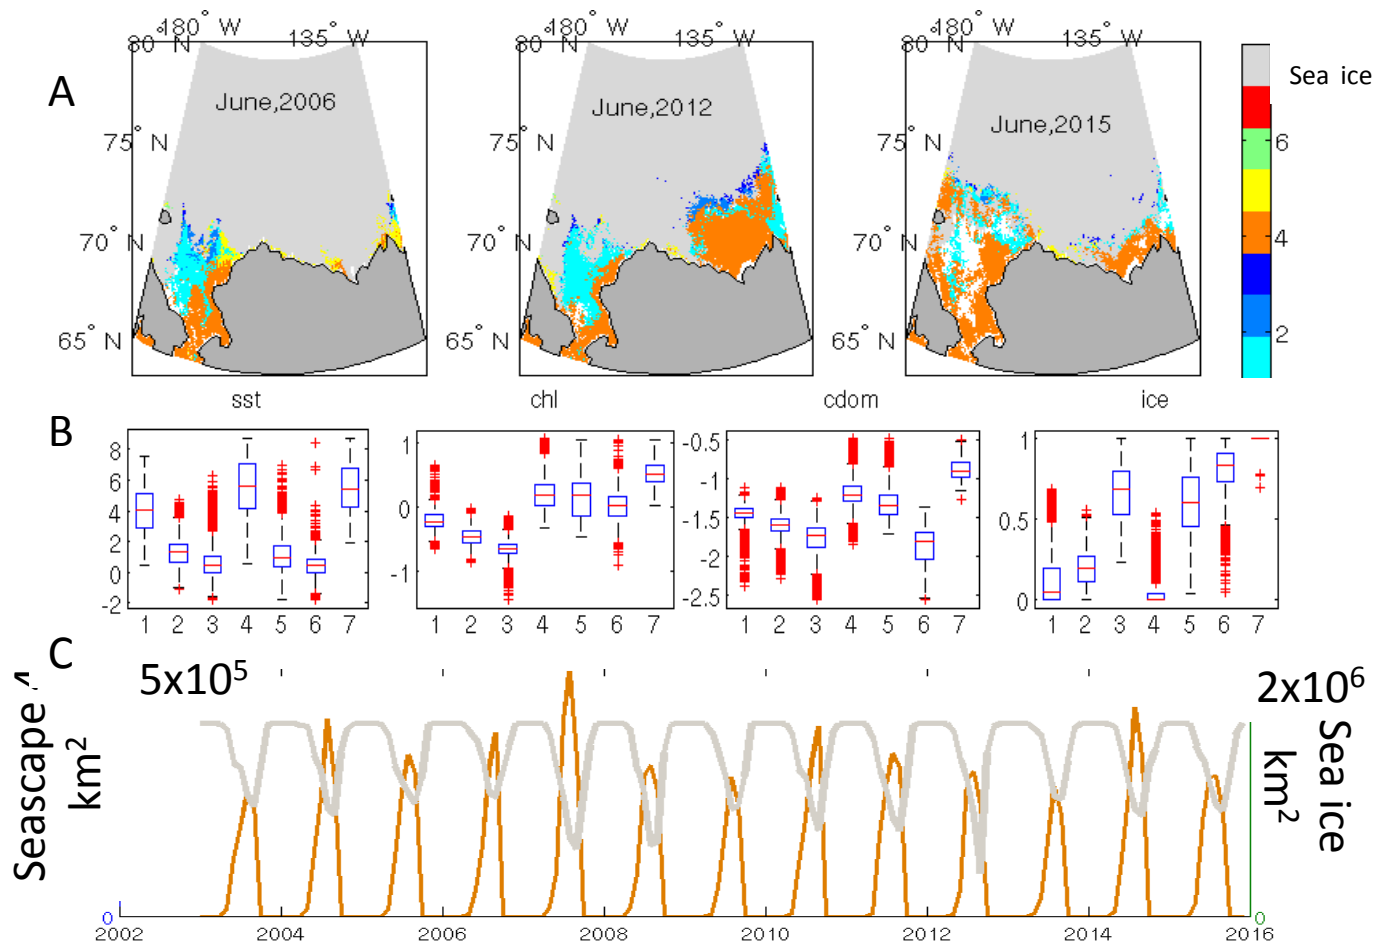 180° W 135° W 180° W 135° W 180° W 135° W
80° N 80° N 80° N
A June,2006 June,2012 June,2015 Sea ice
75° N 75° N 75° N 6
70° N 70° N 70° N 4
65° N 65° N 65° N 2
sst chl cdom ice
B
8 6 4 2 0 -2
1 2 3 4 5 6 7
1 0 -1
1 2 3 4 5 6 7
-0.5 -1 -1.5 -2 -2.5
1 2 3 4 5 6 7
1 0.5 0
1 2 3 4 5 6 7
C
5x10⁵ 2x10⁶
Seascape
km²
Sea ice
km²
0 0
2002 2004 2006 2008 2010 2012 2014 2016